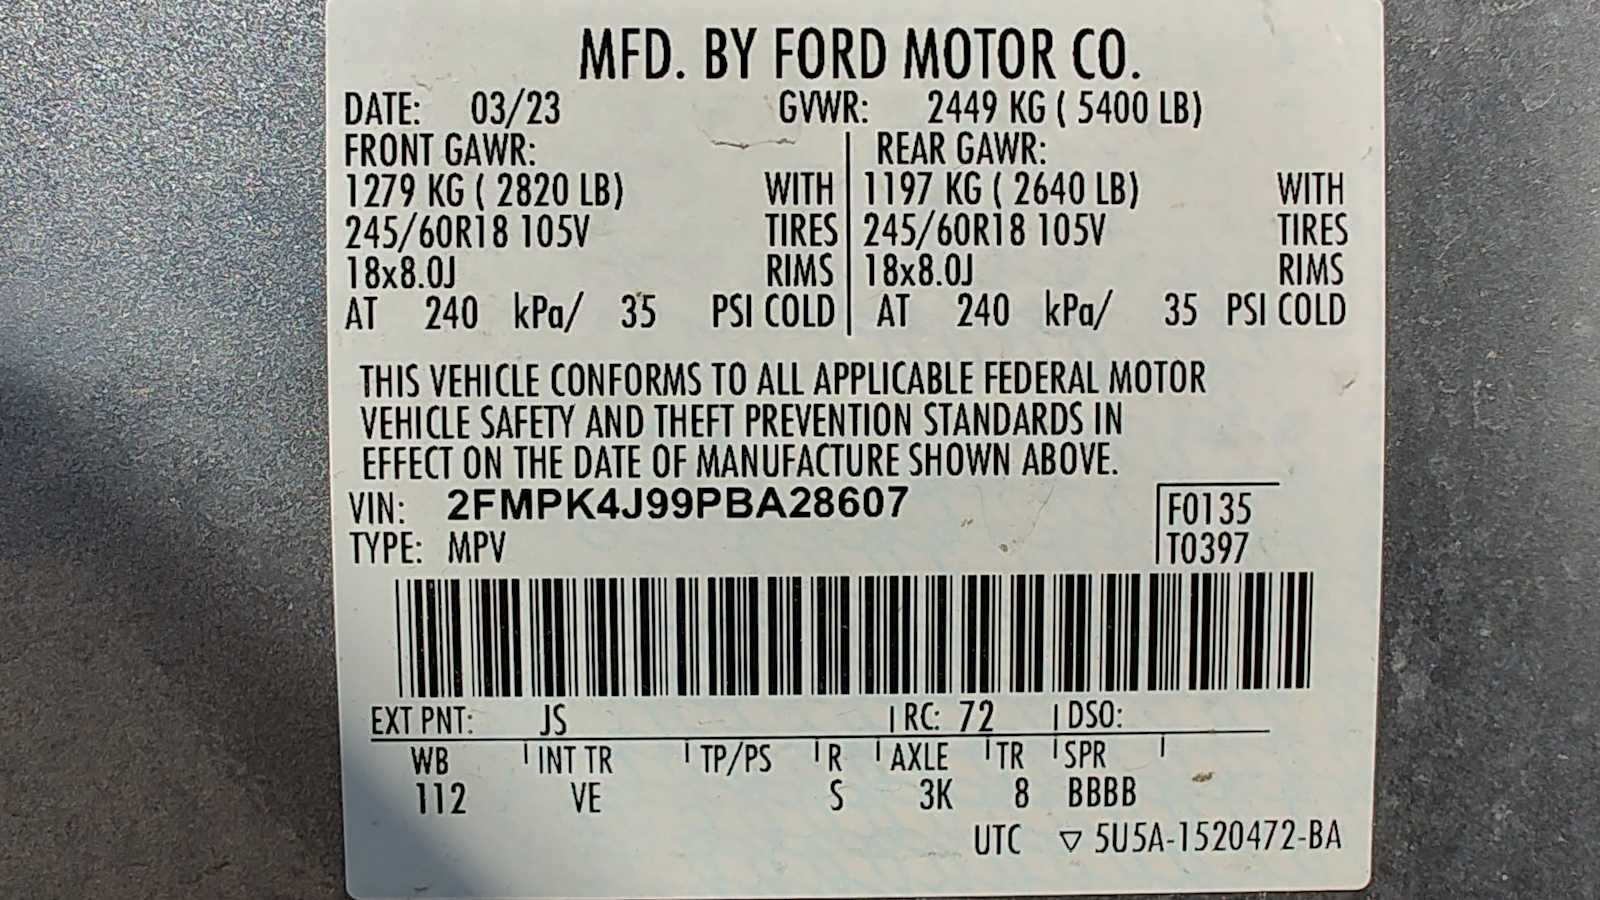 MFD. BY FORD MOTOR CO.
DATE: 03/23 GVWR: 2449 KG ( 5400 LB)
FRONT GAWR: REAR GAWR:
1279 KG ( 2820 LB) WITH 1197 KG ( 2640 LB) WITH
245/60R18 105V TIRES 245/60R18 105V TIRES
18x8.0J RIMS 18x8.0J RIMS
AT 240 kPa/ 35 PSI COLD AT 240 kPa/ 35 PSI COLD
THIS VEHICLE CONFORMS TO ALL APPLICABLE FEDERAL MOTOR
VEHICLE SAFETY AND THEFT PREVENTION STANDARDS IN
EFFECT ON THE DATE OF MANUFACTURE SHOWN ABOVE.
VIN: 2FMPK4J99PBA28607 F0135
TYPE: MPV T0397
EXT PNT: JS RC: 72 DSO:
WB INT TR TP/PS R AXLE TR SPR
112 VE S 3K 8 BBBB
UTC ▽ 5U5A-1520472-BA